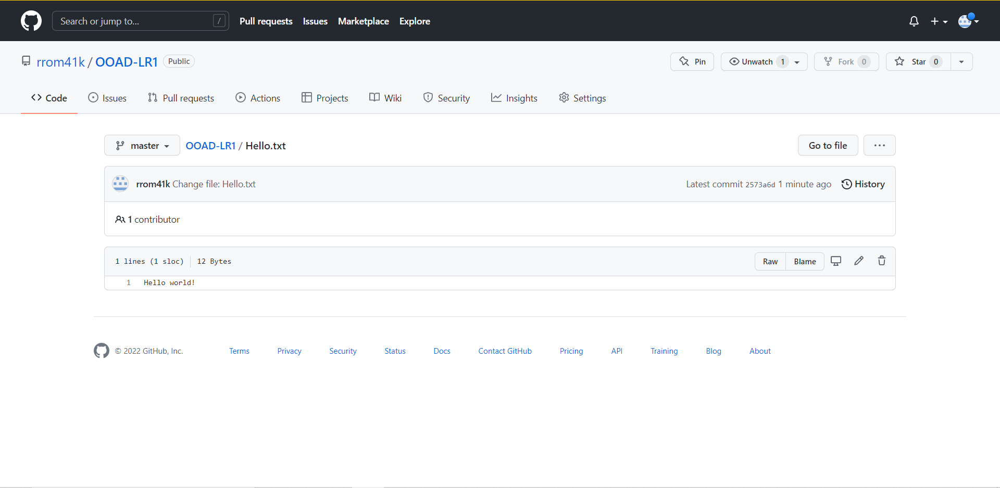 Search or jump to... / Pull requests Issues Marketplace Explore
rrom41k / OOAD-LR1 Public Pin Unwatch 1 Fork 0 Star 0
Code Issues Pull requests Actions Projects Wiki Security Insights Settings
master OOAD-LR1 / Hello.txt Go to file ...
rrom41k Change file: Hello.txt Latest commit 2573a6d 1 minute ago History
1 contributor
1 lines (1 sloc) 12 Bytes Raw Blame
1 Hello world!
© 2022 GitHub, Inc. Terms Privacy Security Status Docs Contact GitHub Pricing API Training Blog About